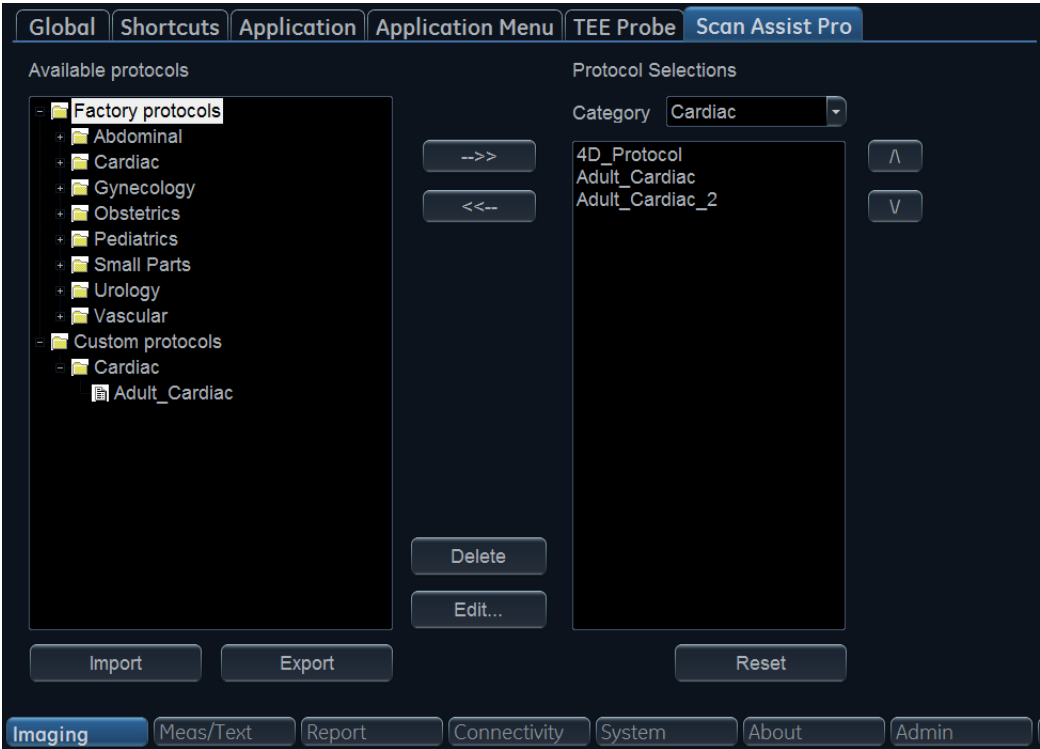 Global Shortcuts Application Application Menu TEE Probe Scan Assist Pro
Available protocols
Factory protocols
Abdominal
Cardiac
Gynecology
Obstetrics
Pediatrics
Small Parts
Urology
Vascular
Custom protocols
Cardiac
Adult_Cardiac
-->>
<<--
Delete
Edit...
Import Export
Protocol Selections
Category Cardiac
4D_Protocol
Adult_Cardiac
Adult_Cardiac_2
/\
\/
Reset
Imaging Meas/Text Report Connectivity System About Admin